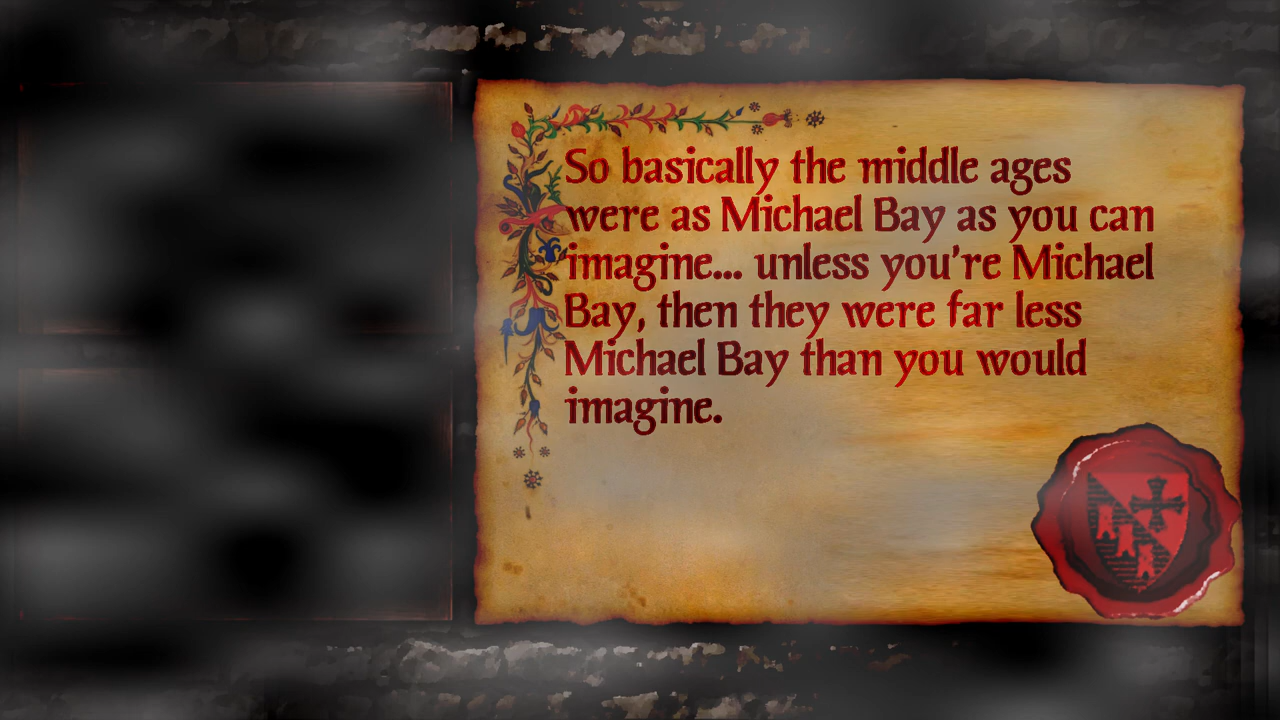 So basically the middle ages
were as Michael Bay as you can
imagine... unless you're Michael
Bay, then they were far less
Michael Bay than you would
imagine.